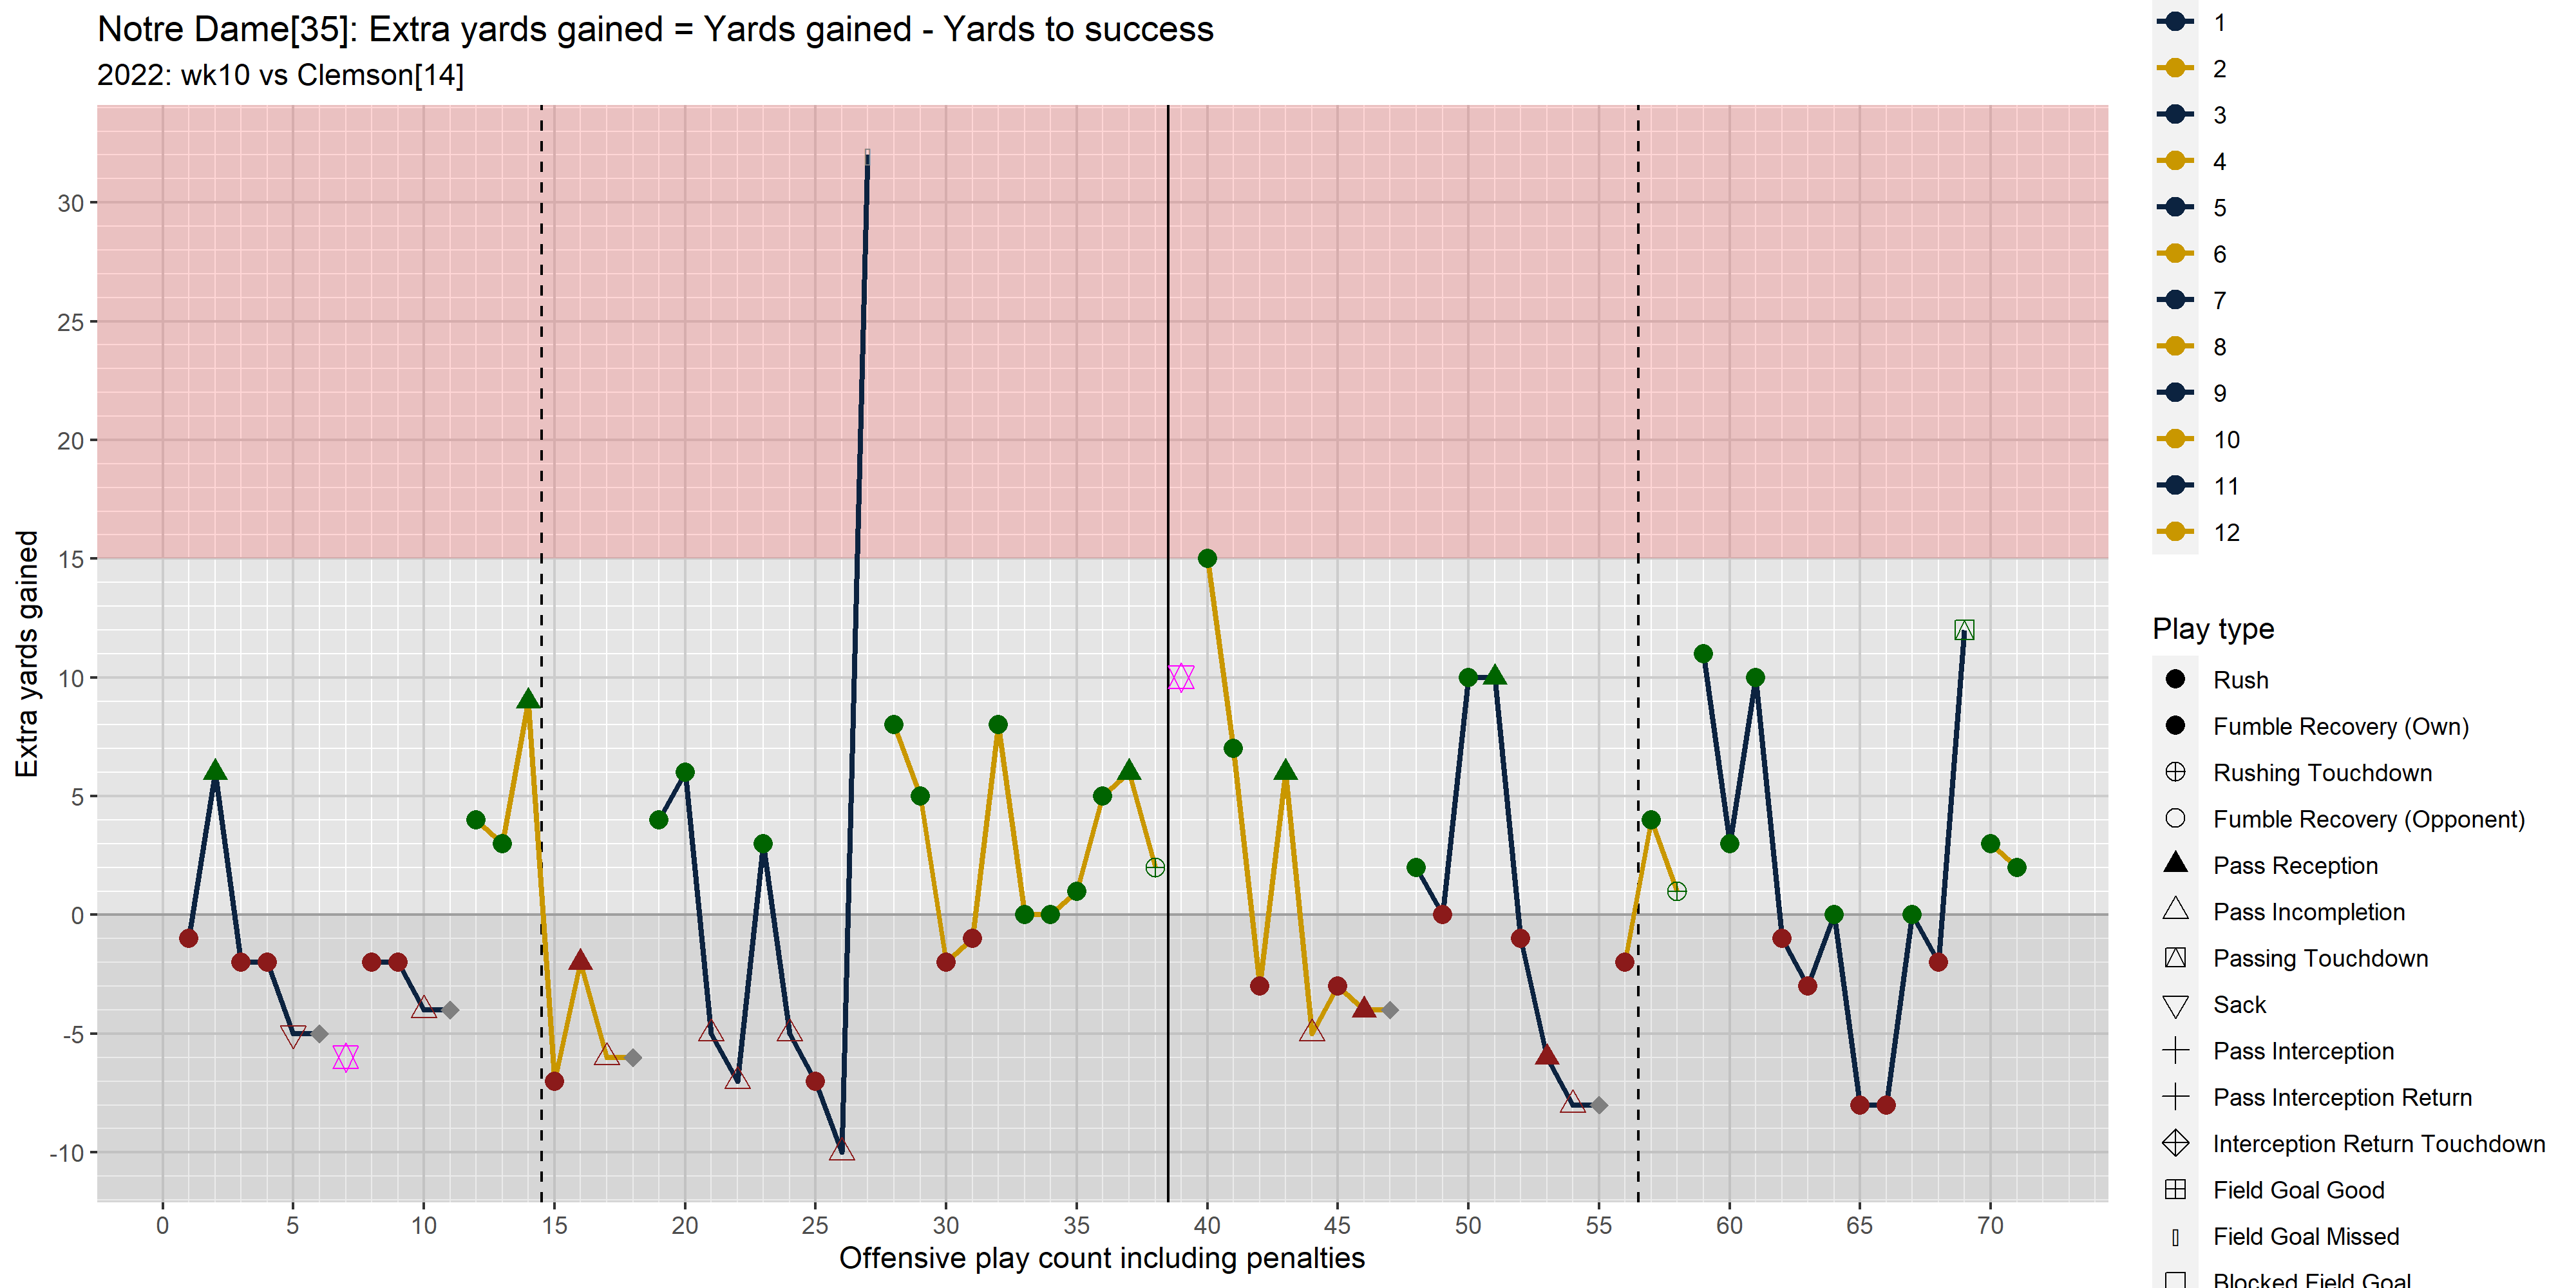 Notre Dame[35]: Extra yards gained = Yards gained - Yards to success
2022: wk10 vs Clemson[14]
Extra yards gained
30
25
20
15
10
5
0
-5
-10
0 5 10 15 20 25 30 35 40 45 50 55 60 65 70
Offensive play count including penalties
1
2
3
4
5
6
7
8
9
10
11
12
Play type
Rush
Fumble Recovery (Own)
Rushing Touchdown
Fumble Recovery (Opponent)
Pass Reception
Pass Incompletion
Passing Touchdown
Sack
Pass Interception
Pass Interception Return
Interception Return Touchdown
Field Goal Good
Field Goal Missed
Blocked Field Goal